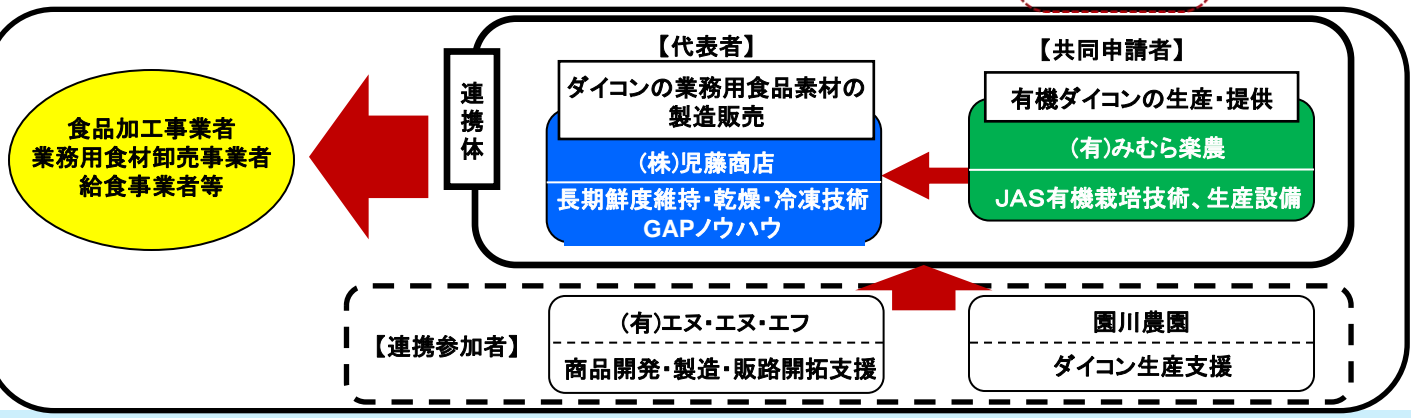 食品加工事業者
業務用食材卸売事業者
給食事業者等
連携体
【代表者】
ダイコンの業務用食品素材の
製造販売
(株)児藤商店
長期鮮度維持・乾燥・冷凍技術
GAPノウハウ
【共同申請者】
有機ダイコンの生産・提供
(有)みむら楽農
JAS有機栽培技術、生産設備
【連携参加者】
(有)エヌ・エヌ・エフ
商品開発・製造・販路開拓支援
園川農園
ダイコン生産支援